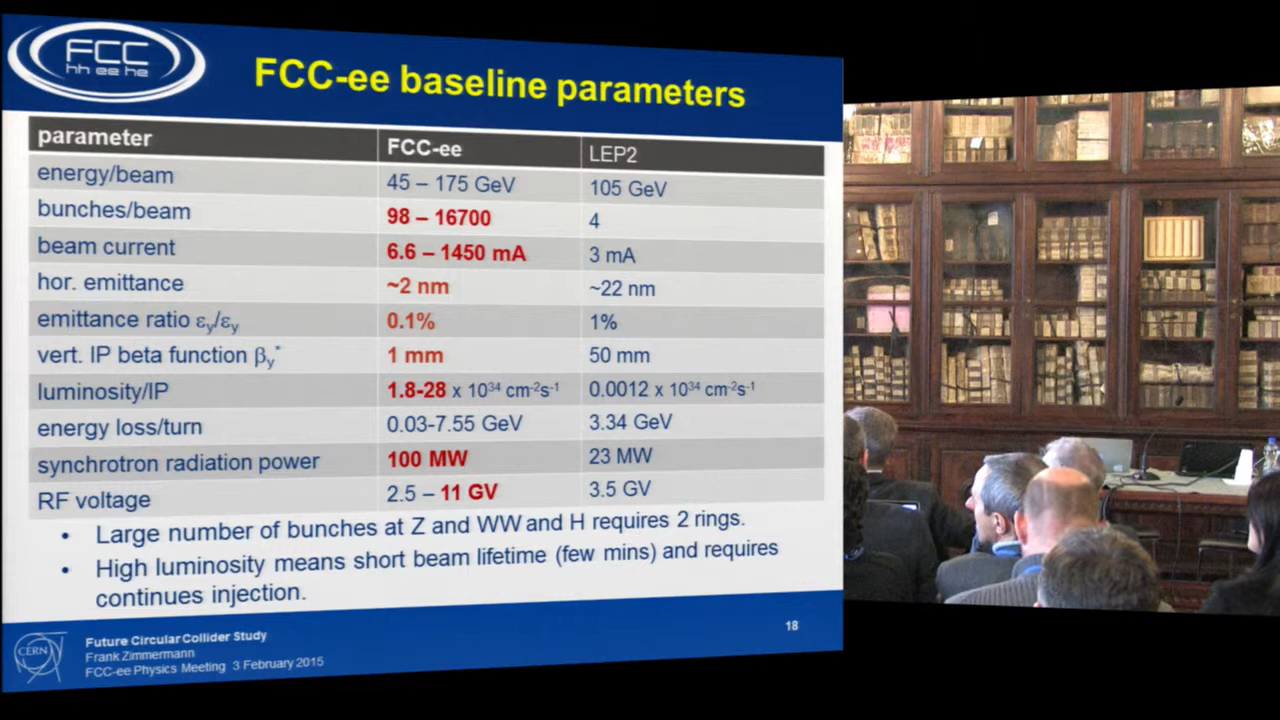 FCC
hh ee he
FCC-ee baseline parameters
parameter FCC-ee LEP2
energy/beam 45 – 175 GeV 105 GeV
bunches/beam 98 – 16700 4
beam current 6.6 – 1450 mA 3 mA
hor. emittance ~2 nm ~22 nm
emittance ratio εy/εy 0.1% 1%
vert. IP beta function βy* 1 mm 50 mm
luminosity/IP 1.8-28 x 10³⁴ cm⁻²s⁻¹ 0.0012 x 10³⁴ cm⁻²s⁻¹
energy loss/turn 0.03-7.55 GeV 3.34 GeV
synchrotron radiation power 100 MW 23 MW
RF voltage 2.5 – 11 GV 3.5 GV
• Large number of bunches at Z and WW and H requires 2 rings.
• High luminosity means short beam lifetime (few mins) and requires
continues injection.
CERN
Future Circular Collider Study
Frank Zimmermann
FCC-ee Physics Meeting 3 February 2015
18